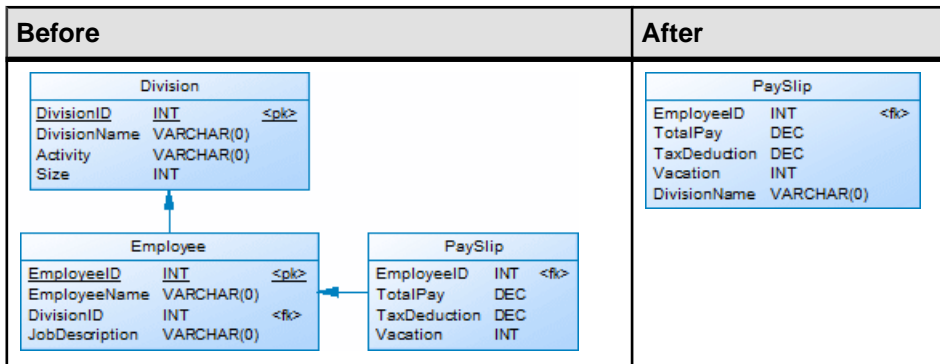 Before
After
Division
DivisionID INT <pk>
DivisionName VARCHAR(0)
Activity VARCHAR(0)
Size INT
Employee
EmployeeID INT <pk>
EmployeeName VARCHAR(0)
DivisionID INT <fk>
JobDescription VARCHAR(0)
PaySlip
EmployeeID INT <fk>
TotalPay DEC
TaxDeduction DEC
Vacation INT
PaySlip
EmployeeID INT <fk>
TotalPay DEC
TaxDeduction DEC
Vacation INT
DivisionName VARCHAR(0)